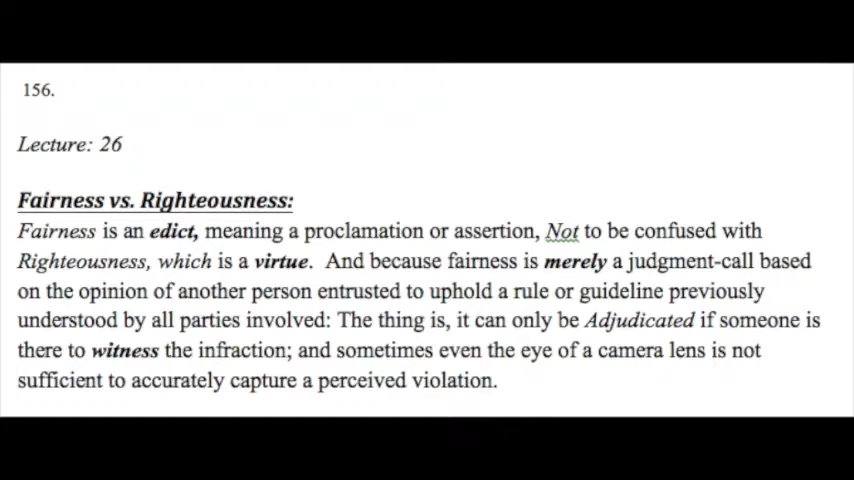 156.
Lecture: 26
Fairness vs. Righteousness:
Fairness is an edict, meaning a proclamation or assertion, Not to be confused with
Righteousness, which is a virtue.  And because fairness is merely a judgment-call based
on the opinion of another person entrusted to uphold a rule or guideline previously
understood by all parties involved: The thing is, it can only be Adjudicated if someone is
there to witness the infraction; and sometimes even the eye of a camera lens is not
sufficient to accurately capture a perceived violation.